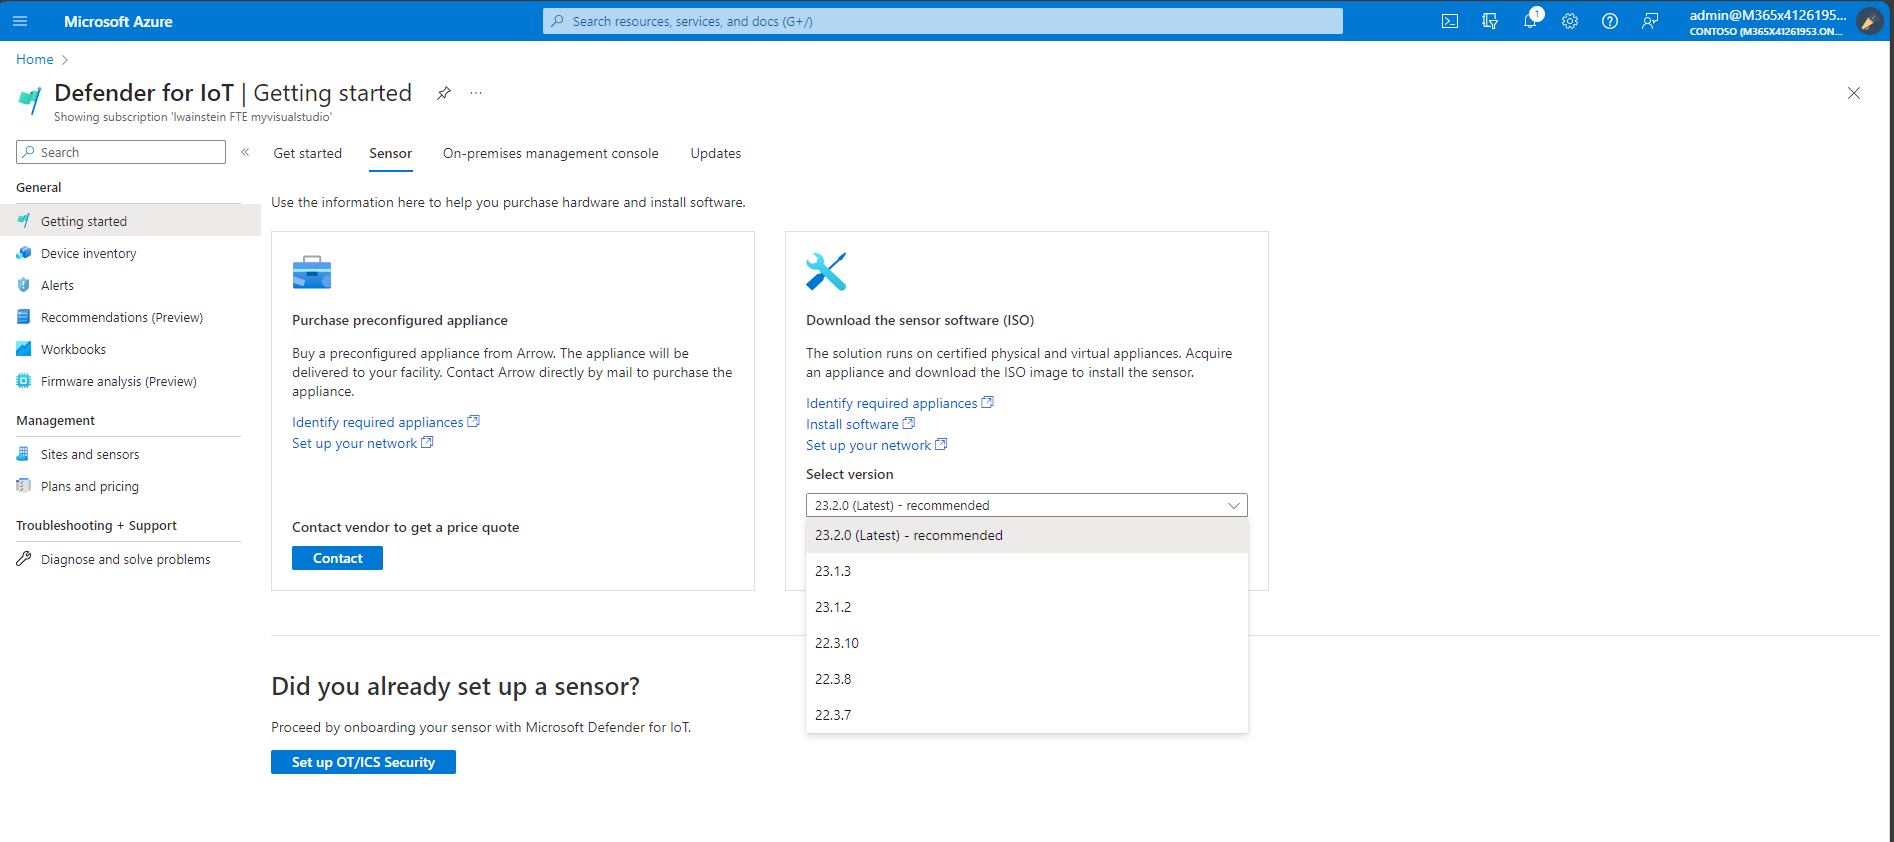 Microsoft Azure
Search resources, services, and docs (G+/)
1
admin@M365x4126195...
CONTOSO (M365X41261953.ON...
Home
Defender for IoT | Getting started
...
Showing subscription 'lwainstein FTE myvisualstudio'
Search
«
Get started
Sensor
On-premises management console
Updates
General
Getting started
Device inventory
Alerts
Recommendations (Preview)
Workbooks
Firmware analysis (Preview)
Management
Sites and sensors
Plans and pricing
Troubleshooting + Support
Diagnose and solve problems
Use the information here to help you purchase hardware and install software.
Purchase preconfigured appliance
Buy a preconfigured appliance from Arrow. The appliance will be
delivered to your facility. Contact Arrow directly by mail to purchase the
appliance.
Identify required appliances
Set up your network
Contact vendor to get a price quote
Contact
Download the sensor software (ISO)
The solution runs on certified physical and virtual appliances. Acquire
an appliance and download the ISO image to install the sensor.
Identify required appliances
Install software
Set up your network
Select version
23.2.0 (Latest) - recommended
23.2.0 (Latest) - recommended
23.1.3
23.1.2
22.3.10
22.3.8
22.3.7
Did you already set up a sensor?
Proceed by onboarding your sensor with Microsoft Defender for IoT.
Set up OT/ICS Security